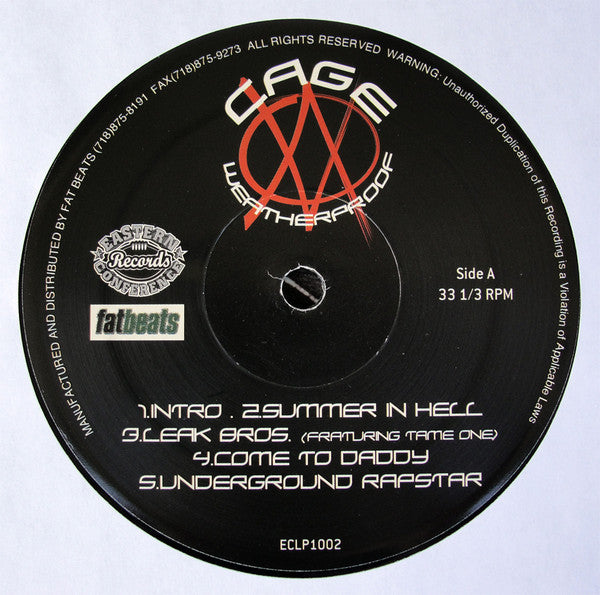 CAGE
WEATHERPROOF
MANUFACTURED AND DISTRIBUTED BY FAT BEATS (718)875-8191 FAX(718)875-9273 ALL RIGHTS RESERVED WARNING: Unauthorized Duplication of this Recording is a Violation of Applicable Laws
EASTERN
Records
CONFERENCE
fatbeats
Side A
33 1/3 RPM
1.INTRO . 2.SUMMER IN HELL
3.LEAK BROS. (FRATURING TAME ONE)
4.COME TO DADDY
5.UNDERGROUND RAPSTAR
ECLP1002